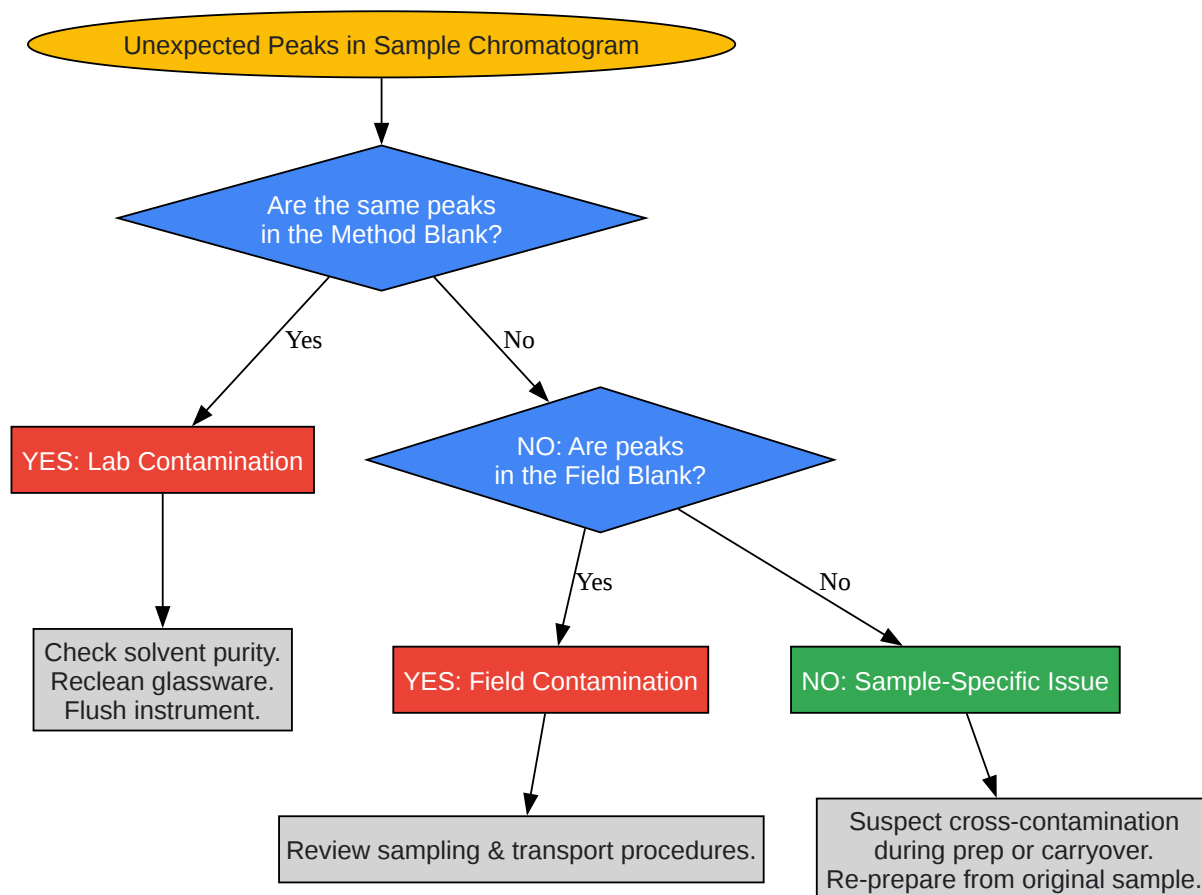 Unexpected Peaks in Sample Chromatogram
Are the same peaks
in the Method Blank?
Yes
No
YES: Lab Contamination
NO: Are peaks
in the Field Blank?
Yes
No
Check solvent purity.
Reclean glassware.
Flush instrument.
YES: Field Contamination
NO: Sample-Specific Issue
Review sampling & transport procedures.
Suspect cross-contamination
during prep or carryover.
Re-prepare from original sample.